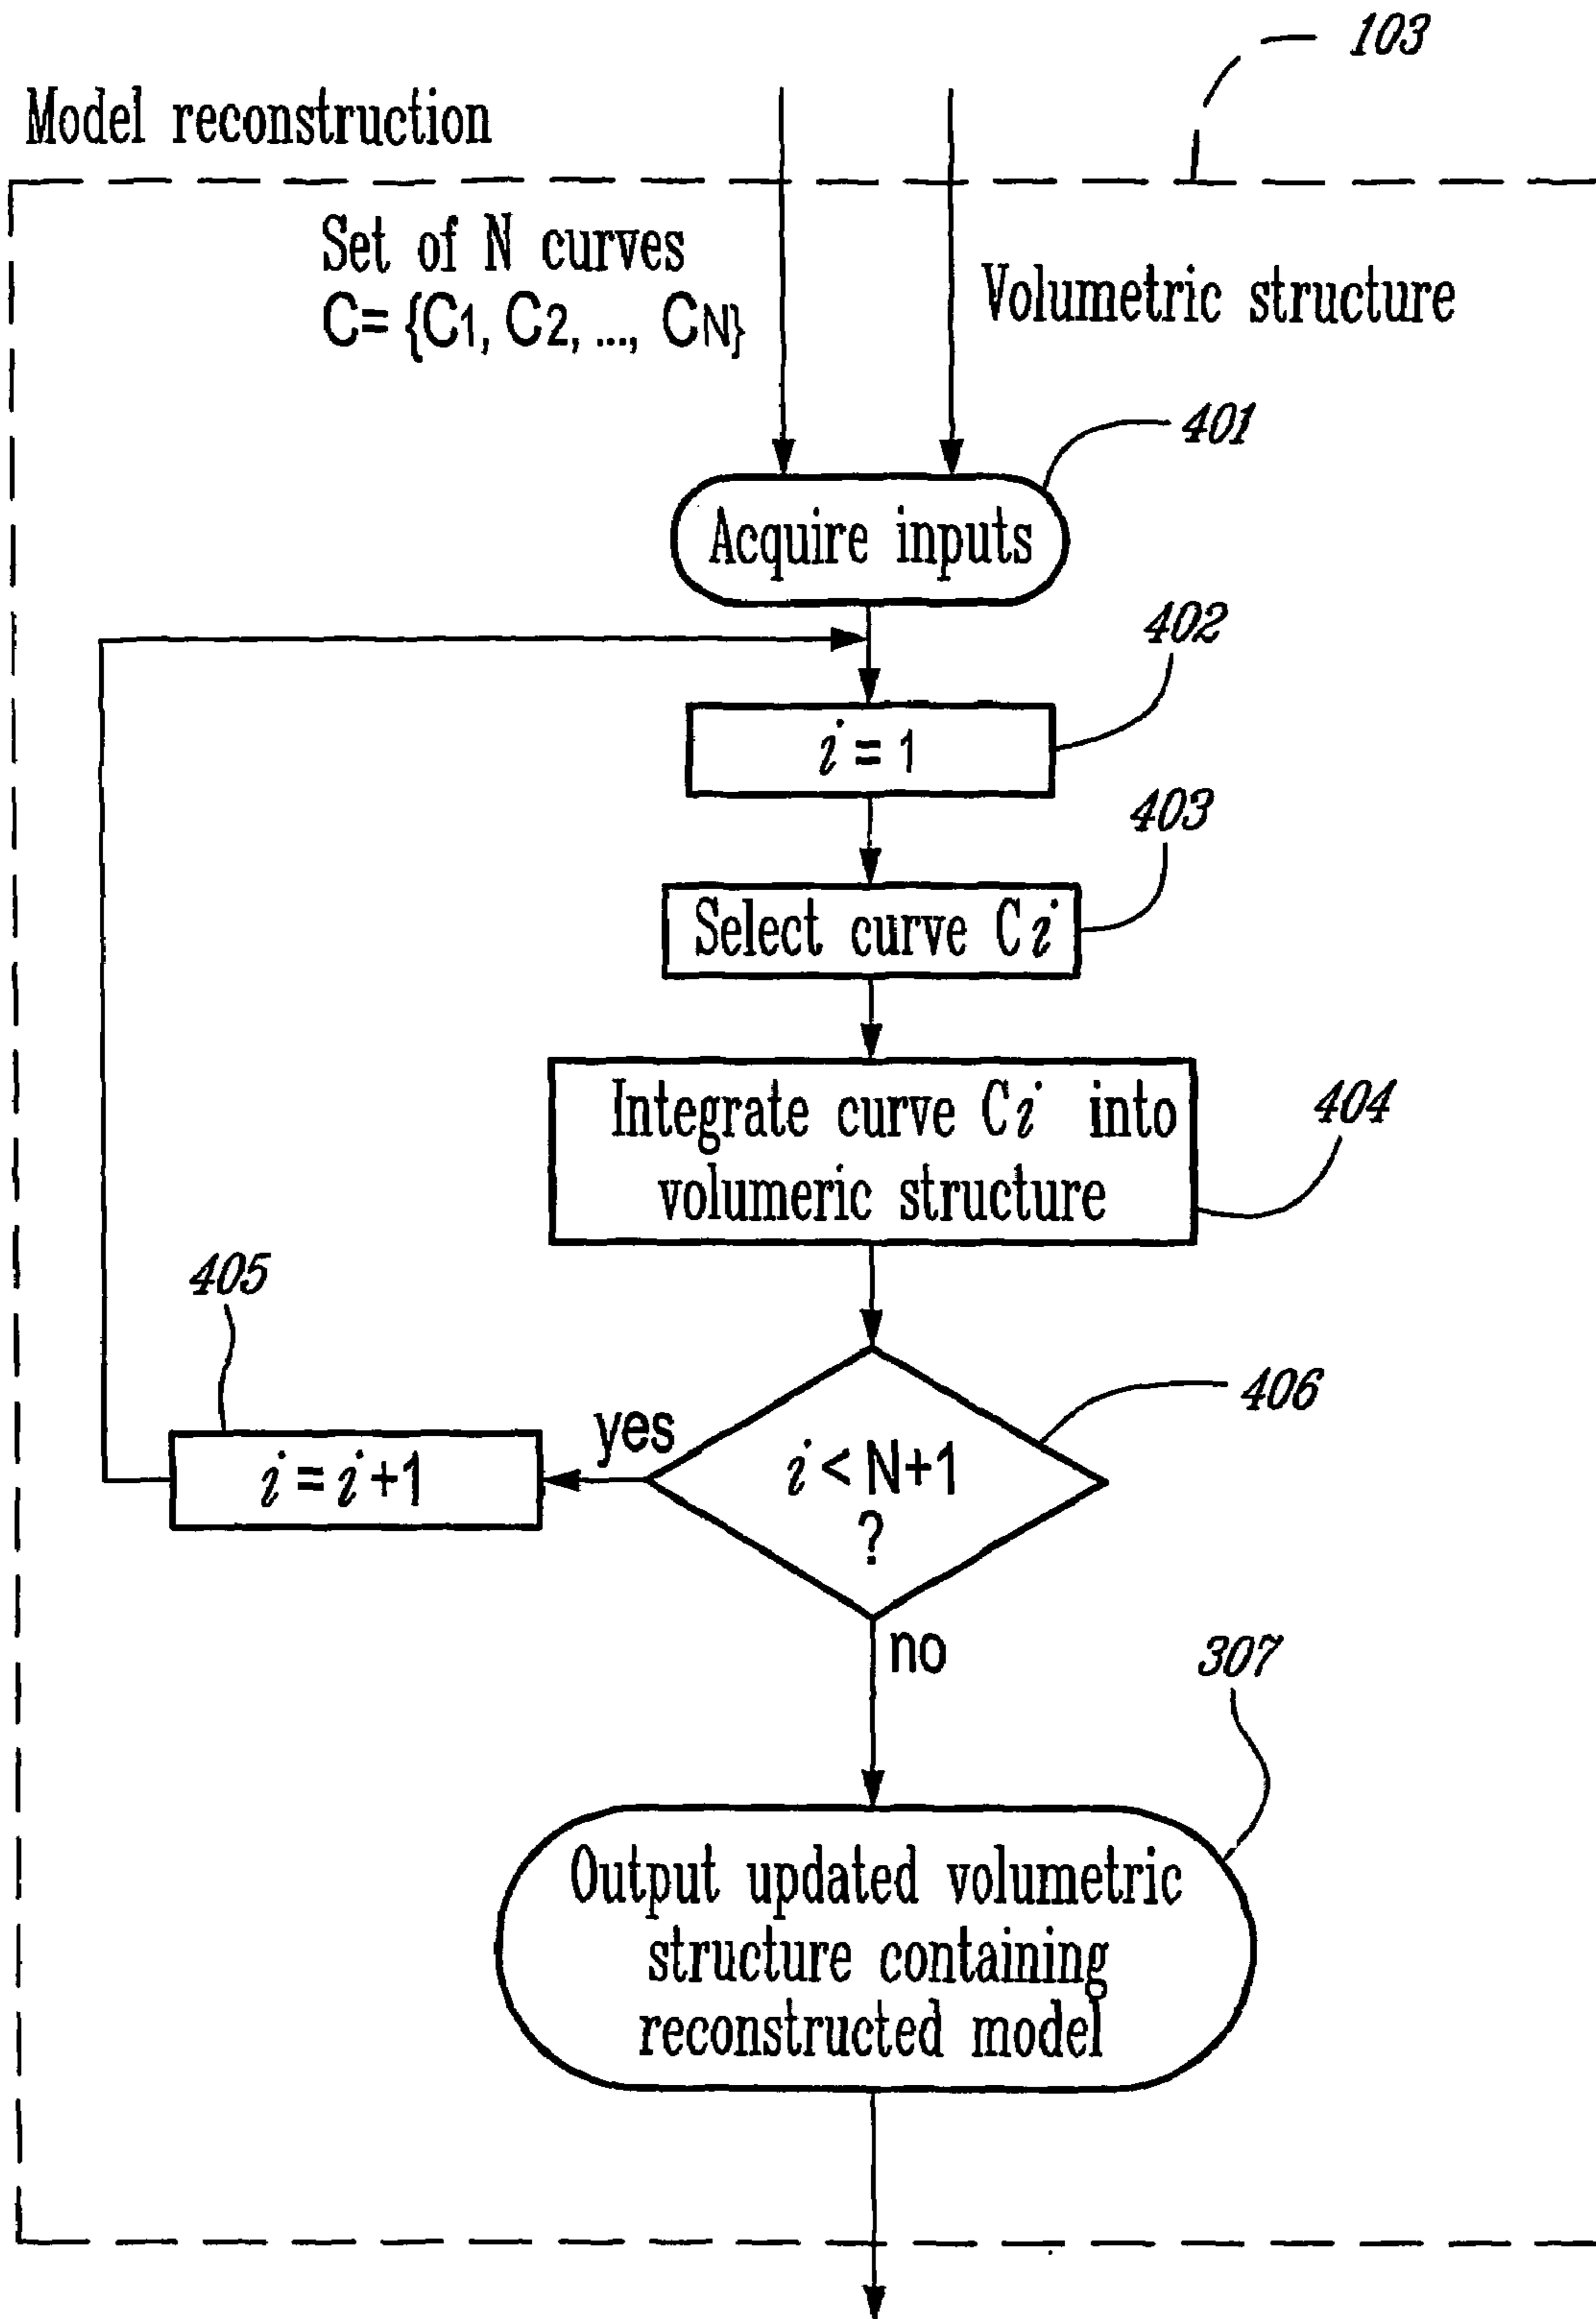 103
Model reconstruction
Set of N curves
C= {C1, C2, ..., CN}
Volumetric structure
401
Acquire inputs
402
i = 1
403
Select curve Ci
Integrate curve Ci into
volumeric structure
404
405
406
yes
i = i+1
i < N+1
?
no
307
Output updated volumetric
structure containing
reconstructed model